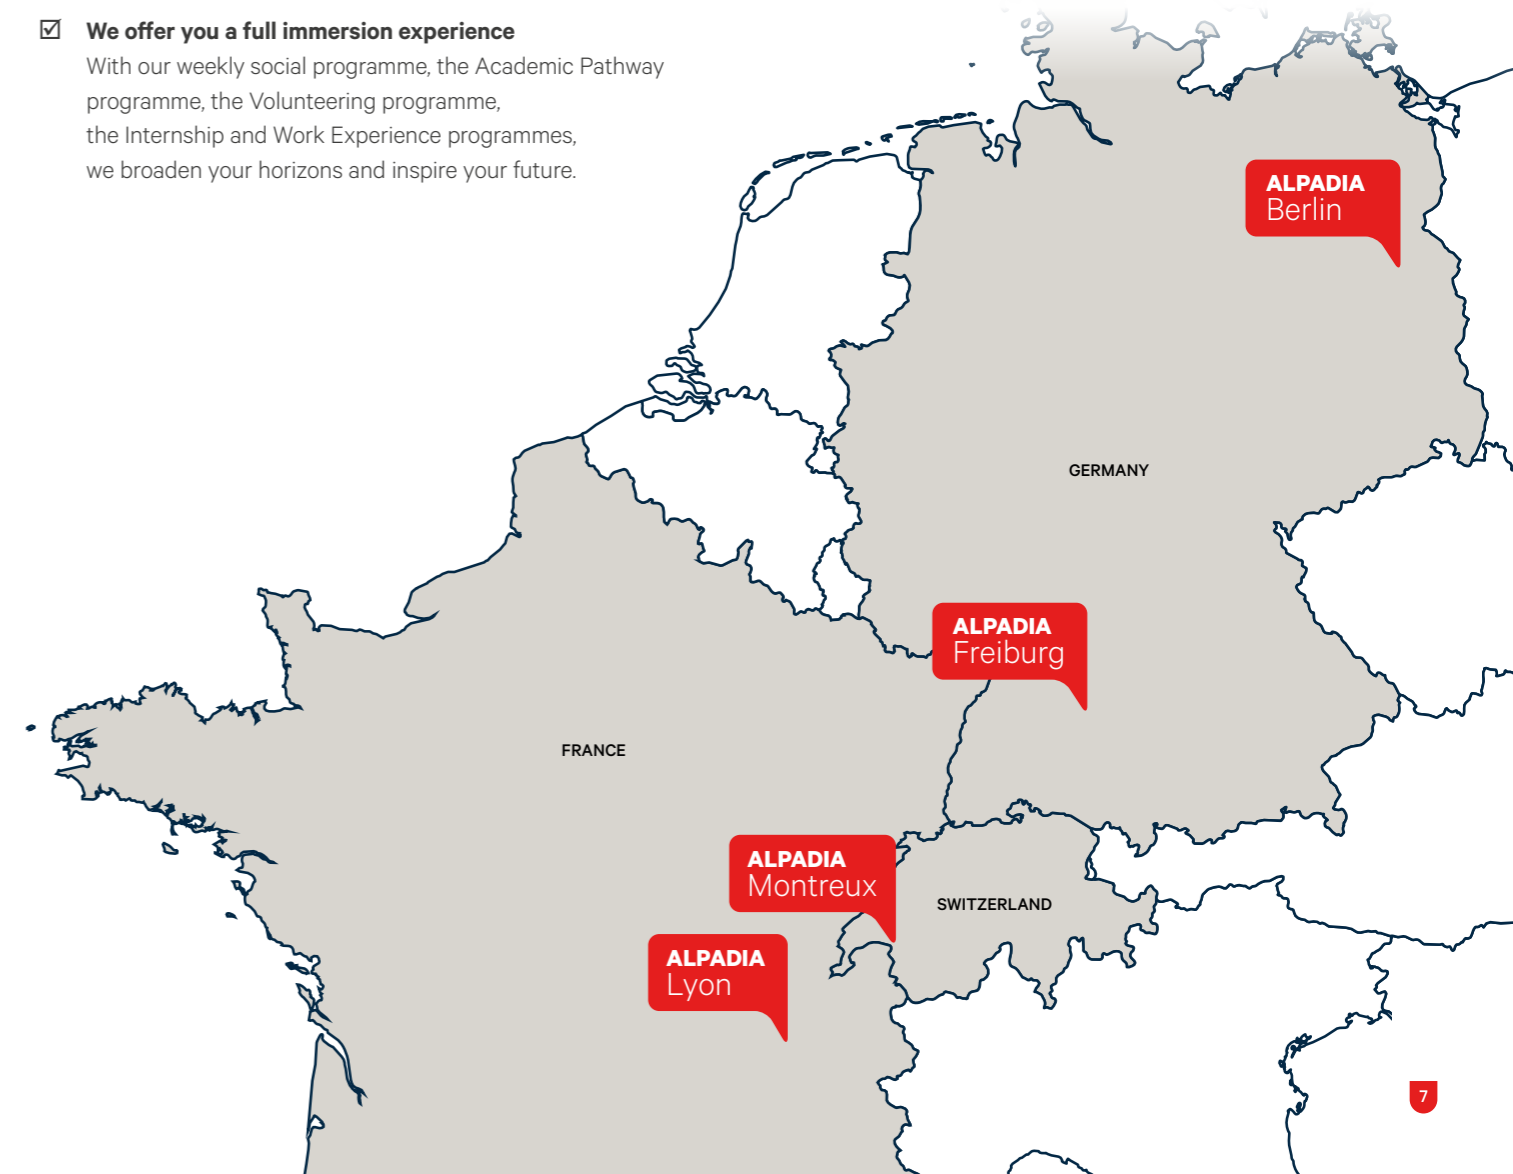 We offer you a full immersion experience
With our weekly social programme, the Academic Pathway
programme, the Volunteering programme,
the Internship and Work Experience programmes,
we broaden your horizons and inspire your future.
ALPADIA
Berlin
GERMANY
ALPADIA
Freiburg
FRANCE
ALPADIA
Montreux
SWITZERLAND
ALPADIA
Lyon
7